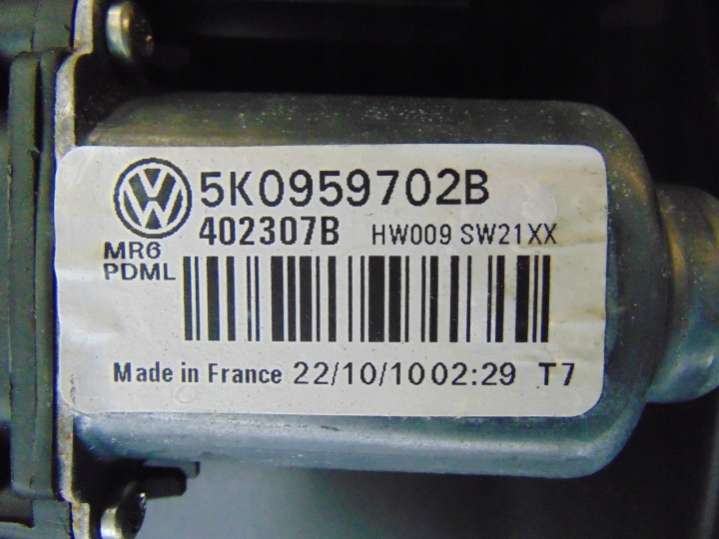 5K0959702B
402307B HW009 SW21XX
MR6
PDML
Made in France 22/10/10 02:29 T7